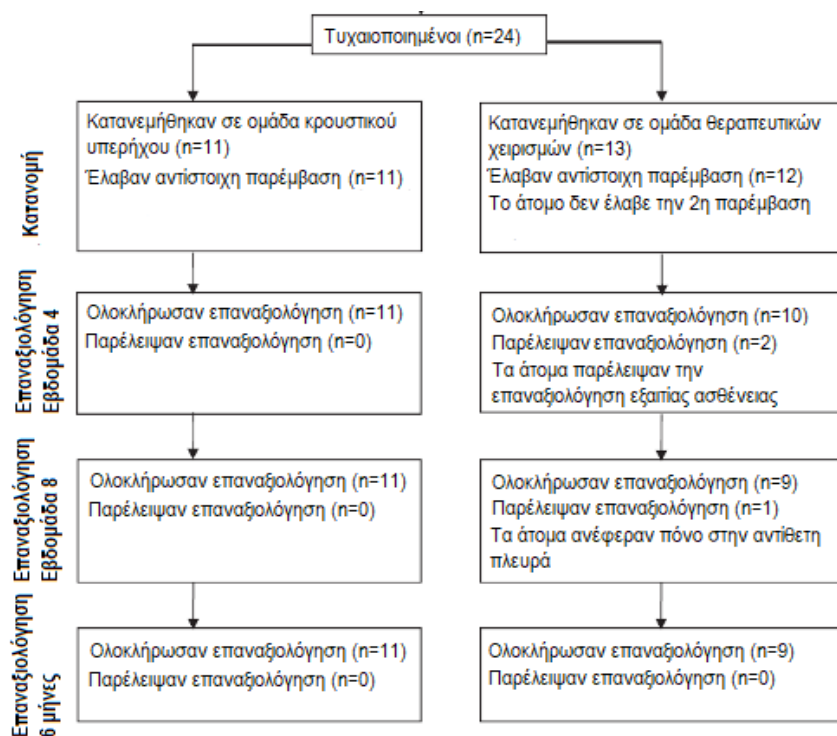 Τυχαιοποιημένοι (n=24)
Κατανομή
Κατανεμήθηκαν σε ομάδα κρουστικού
υπερήχου (n=11)
Έλαβαν αντίστοιχη παρέμβαση (n=11)
Κατανεμήθηκαν σε ομάδα θεραπευτικών
χειρισμών (n=13)
Έλαβαν αντίστοιχη παρέμβαση (n=12)
Το άτομο δεν έλαβε την 2η παρέμβαση
Επαναξιολόγηση
Εβδομάδα 4
Ολοκλήρωσαν επαναξιολόγηση (n=11)
Παρέλειψαν επαναξιολόγηση (n=0)
Ολοκλήρωσαν επαναξιολόγηση (n=10)
Παρέλειψαν επαναξιολόγηση (n=2)
Τα άτομα παρέλειψαν την
επαναξιολόγηση εξαιτίας ασθένειας
Επαναξιολόγηση
Εβδομάδα 8
Ολοκλήρωσαν επαναξιολόγηση (n=11)
Παρέλειψαν επαναξιολόγηση (n=0)
Ολοκλήρωσαν επαναξιολόγηση (n=9)
Παρέλειψαν επαναξιολόγηση (n=1)
Τα άτομα ανέφεραν πόνο στην αντίθετη
πλευρά
Επαναξιολόγηση
6 μήνες
Ολοκλήρωσαν επαναξιολόγηση (n=11)
Παρέλειψαν επαναξιολόγηση (n=0)
Ολοκλήρωσαν επαναξιολόγηση (n=9)
Παρέλειψαν επαναξιολόγηση (n=0)